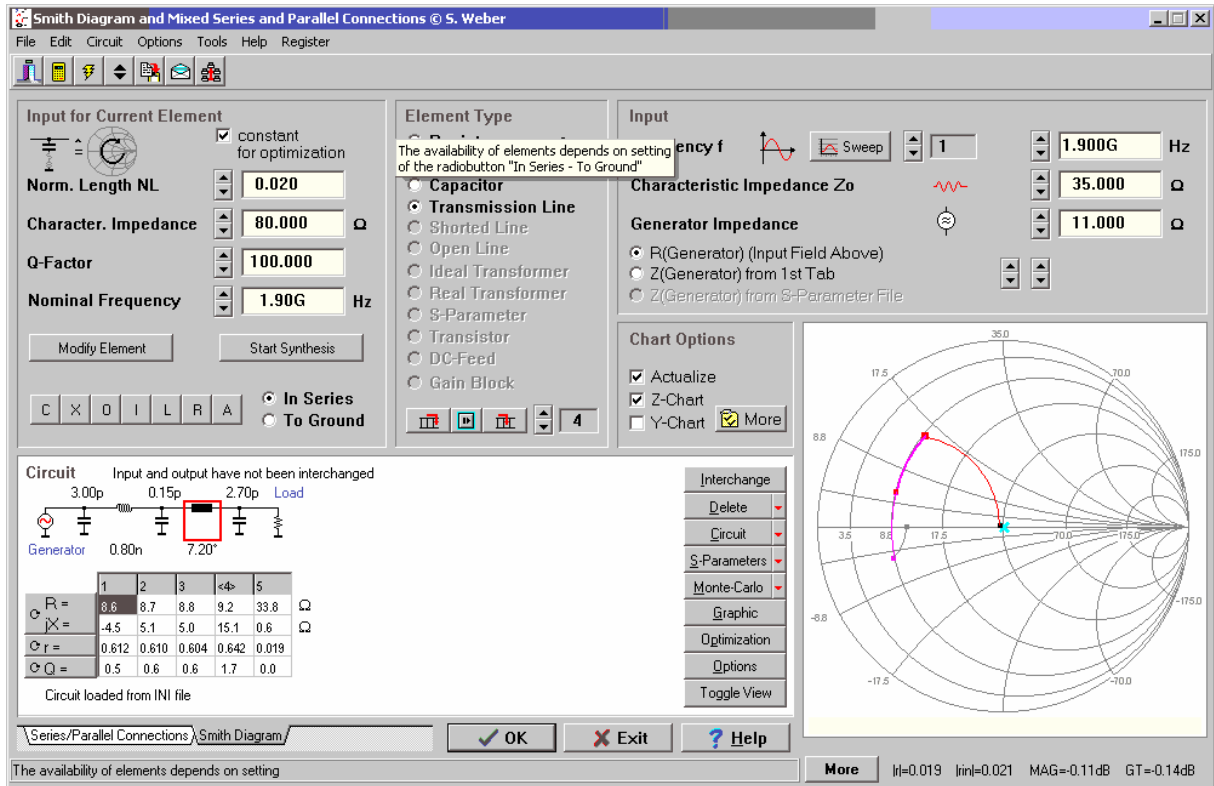 Smith Diagram and Mixed Series and Parallel Connections © S. Weber
File Edit Circuit Options Tools Help Register
Input for Current Element
constant
for optimization
Norm. Length NL 0.020
Character. Impedance 80.000 Ω
Q-Factor 100.000
Nominal Frequency 1.90G Hz
Modify Element Start Synthesis
C X O I L R A
In Series
To Ground
Element Type
The availability of elements depends on setting
of the radiobutton "In Series - To Ground"
Capacitor
Transmission Line
Shorted Line
Open Line
Ideal Transformer
Real Transformer
S-Parameter
Transistor
DC-Feed
Gain Block
4
Input
ency f Sweep 1 1.900G Hz
Characteristic Impedance Zo 35.000 Ω
Generator Impedance 11.000 Ω
R(Generator) (Input Field Above)
Z(Generator) from 1st Tab
Z(Generator) from S-Parameter File
Chart Options
Actualize
Z-Chart
Y-Chart More
35.0
17.5 70.0
8.8 175.0
3.5 8.8 17.5 70.0 175.0
-8.8 -175.0
-17.5 -70.0
Circuit Input and output have not been interchanged
3.00p 0.15p 2.70p Load
Generator 0.80n 7.20°
1 2 3 <4> 5
R = 8.6 8.7 8.8 9.2 33.8 Ω
jX = -4.5 5.1 5.0 15.1 0.6 Ω
r = 0.612 0.610 0.604 0.642 0.019
Q = 0.5 0.6 0.6 1.7 0.0
Circuit loaded from INI file
Interchange
Delete
Circuit
S-Parameters
Monte-Carlo
Graphic
Optimization
Options
Toggle View
Series/Parallel Connections Smith Diagram
OK Exit Help
The availability of elements depends on setting
More |r|=0.019 |rin|=0.021 MAG=-0.11dB GT=-0.14dB